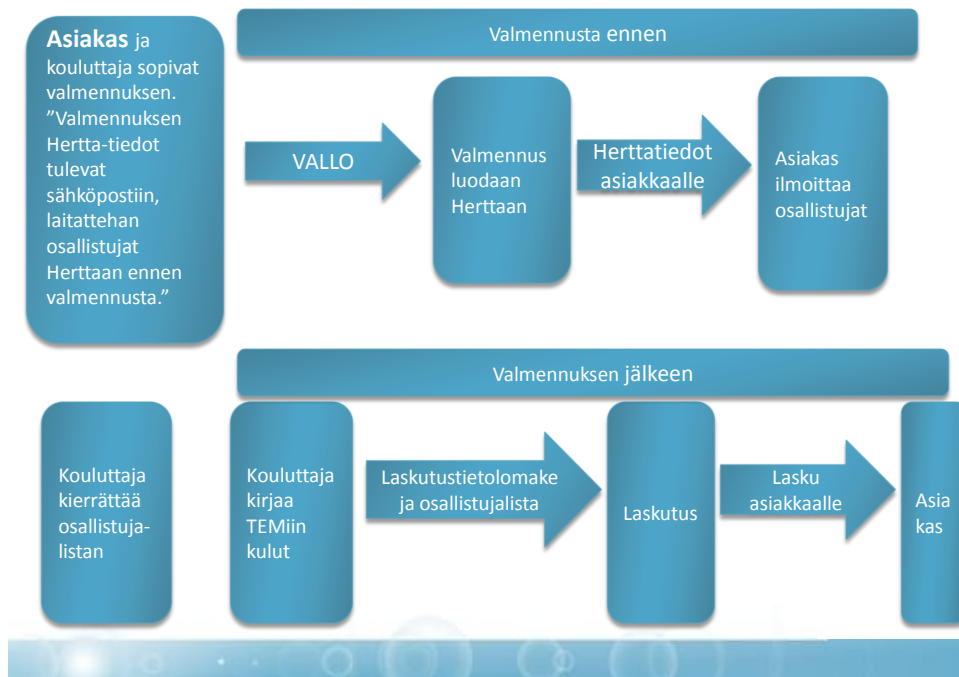 Asiakas ja
kouluttaja sopivat
valmennuksen.
”Valmennuksen
Hertta-tiedot
tulevat
sähköpostiin,
laitattehan
osallistujat
Herttaan ennen
valmennusta.”
Valmennusta ennen
VALLO
Valmennus
luodaan
Herttaan
Herttatiedot
asiakkaalle
Asiakas
ilmoittaa
osallistujat
Valmennuksen jälkeen
Kouluttaja
kierrättää
osallistuja-
listan
Kouluttaja
kirjaa
TEMiin
kulut
Laskutustietolomake
ja osallistujalista
Laskutus
Lasku
asiakkaalle
Asia
kas